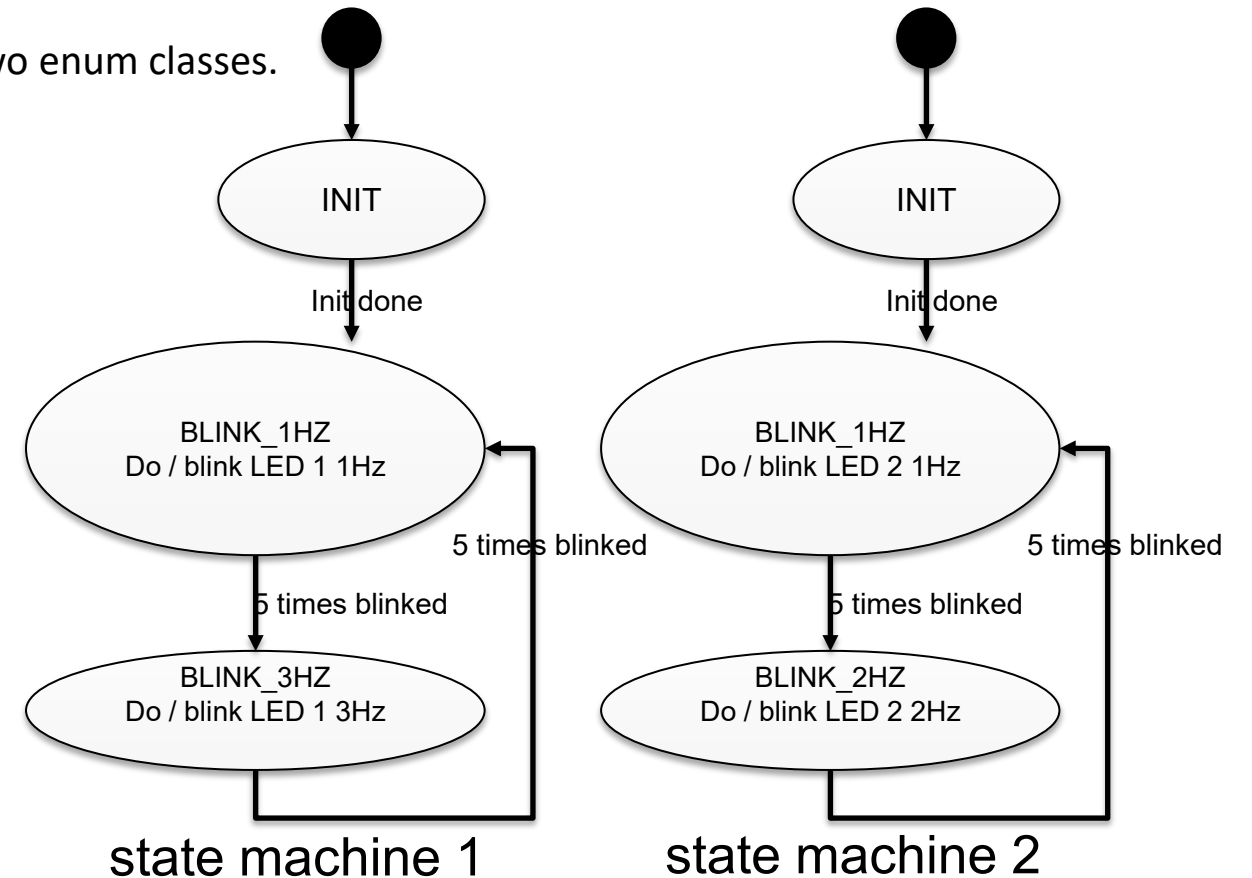 enum classes.
INIT
Init done
BLINK_1HZ
Do / blink LED 1 1Hz
5 times blinked
5 times blinked
BLINK_3HZ
Do / blink LED 1 3Hz
state machine 1
INIT
Init done
BLINK_1HZ
Do / blink LED 2 1Hz
5 times blinked
5 times blinked
BLINK_2HZ
Do / blink LED 2 2Hz
state machine 2